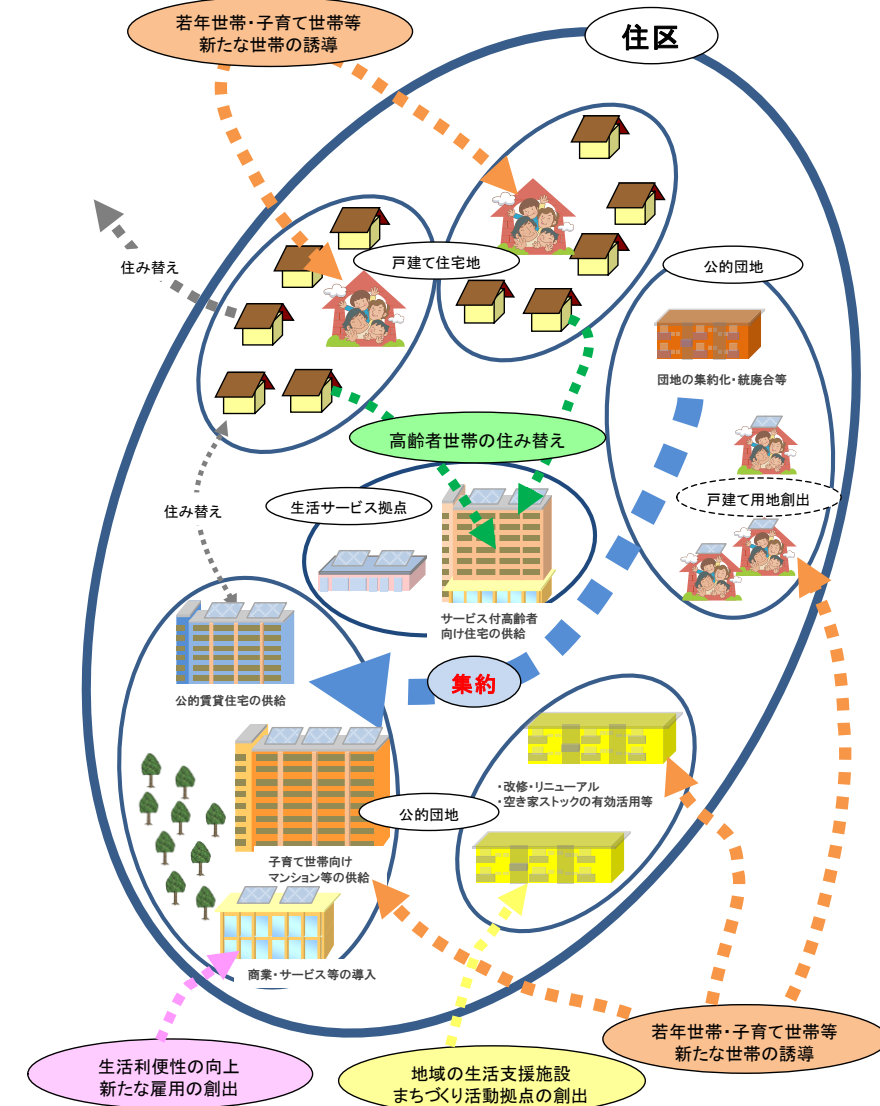 若年世帯・子育て世帯等
新たな世帯の誘導
住区
戸建て住宅地
公的団地
住み替え
団地の集約化・統廃合等
高齢者世帯の住み替え
戸建て用地創出
生活サービス拠点
住み替え
サービス付高齢者
向け住宅の供給
集約
公的賃貸住宅の供給
・改修・リニューアル
・空き家ストックの有効活用等
公的団地
子育て世帯向け
マンション等の供給
商業・サービス等の導入
若年世帯・子育て世帯等
新たな世帯の誘導
生活利便性の向上
新たな雇用の創出
地域の生活支援施設
まちづくり活動拠点の創出